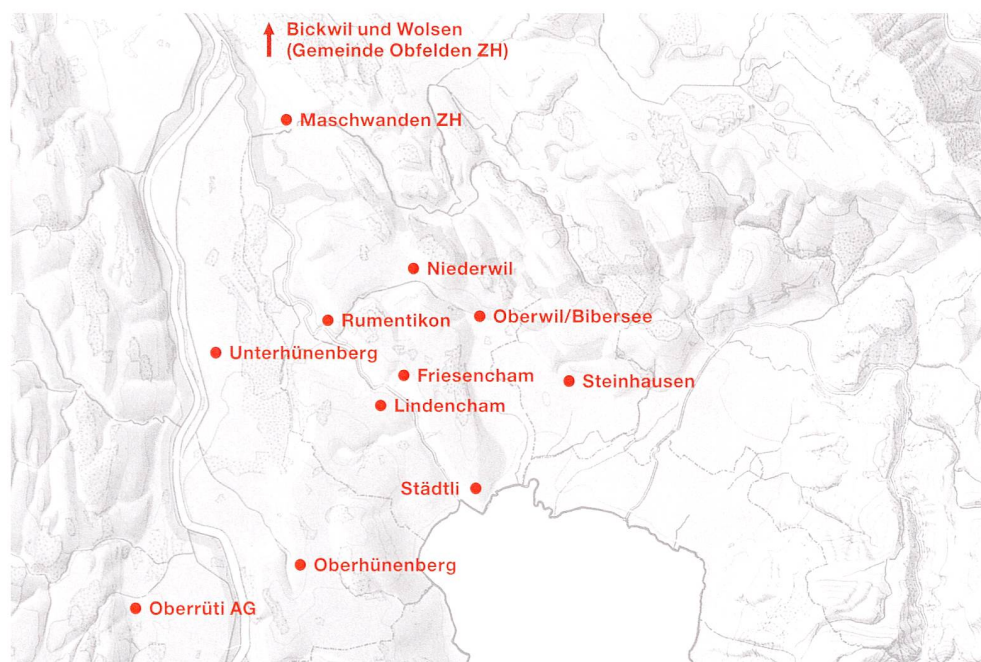 Bickwil und Wolsen
(Gemeinde Obfelden ZH)
Maschwanden ZH
Niederwil
Oberwil/Bibersee
Rumentikon
Unterhünenberg
Friesencham
Steinhausen
Lindencham
Städtli
Oberhünenberg
Oberrüti AG